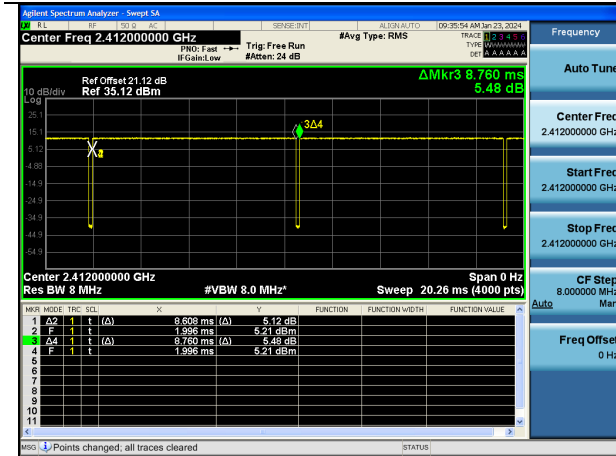 Agilent Spectrum Analyzer - Swept SA
RL RF 50 Ω AC SENSE:INT ALIGN AUTO 09:35:54 AM Jan 23, 2024
Center Freq 2.412000000 GHz
PNO: Fast
IFGain:Low
Trig: Free Run
#Atten: 24 dB
#Avg Type: RMS
TRACE 1 2 3 4 5 6
TYPE WWWWWW
DET A A A A A A
Frequency
Auto Tune
Center Freq
2.412000000 GHz
Start Freq
2.412000000 GHz
Stop Freq
2.412000000 GHz
CF Step
8.000000 MHz
Auto Man
Freq Offset
0 Hz
Ref Offset 21.12 dB
Ref 35.12 dBm
10 dB/div
Log
ΔMkr3 8.760 ms
5.48 dB
25.1
15.1
5.12
-4.88
-14.9
-24.9
-34.9
-44.9
-54.9
3Δ4
Center 2.412000000 GHz Span 0 Hz
Res BW 8 MHz #VBW 8.0 MHz* Sweep 20.26 ms (4000 pts)
MKR MODE TRC SCL X Y FUNCTION FUNCTION WIDTH FUNCTION VALUE
1 Δ2 1 t (Δ) 8.608 ms (Δ) 5.12 dB
2 F 1 t 1.996 ms 5.21 dBm
3 Δ4 1 t (Δ) 8.760 ms (Δ) 5.48 dB
4 F 1 t 1.996 ms 5.21 dBm
5
6
7
8
9
10
11
MSG Points changed; all traces cleared STATUS